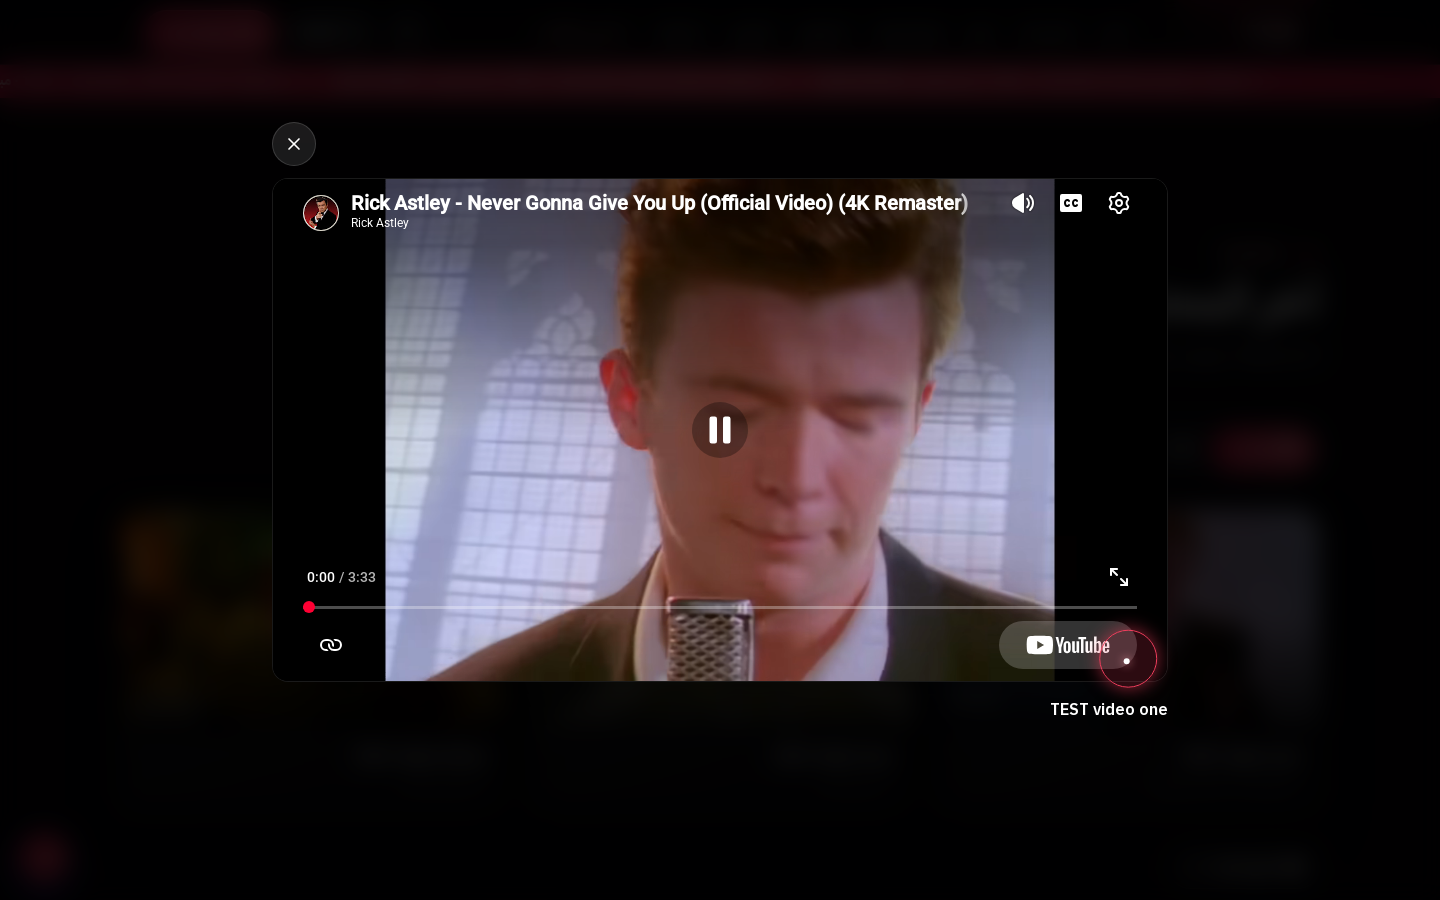 Rick Astley - Never Gonna Give You Up (Official Video) (4K Remaster)
Rick Astley
CC
0:00 / 3:33
YouTube
TEST video one